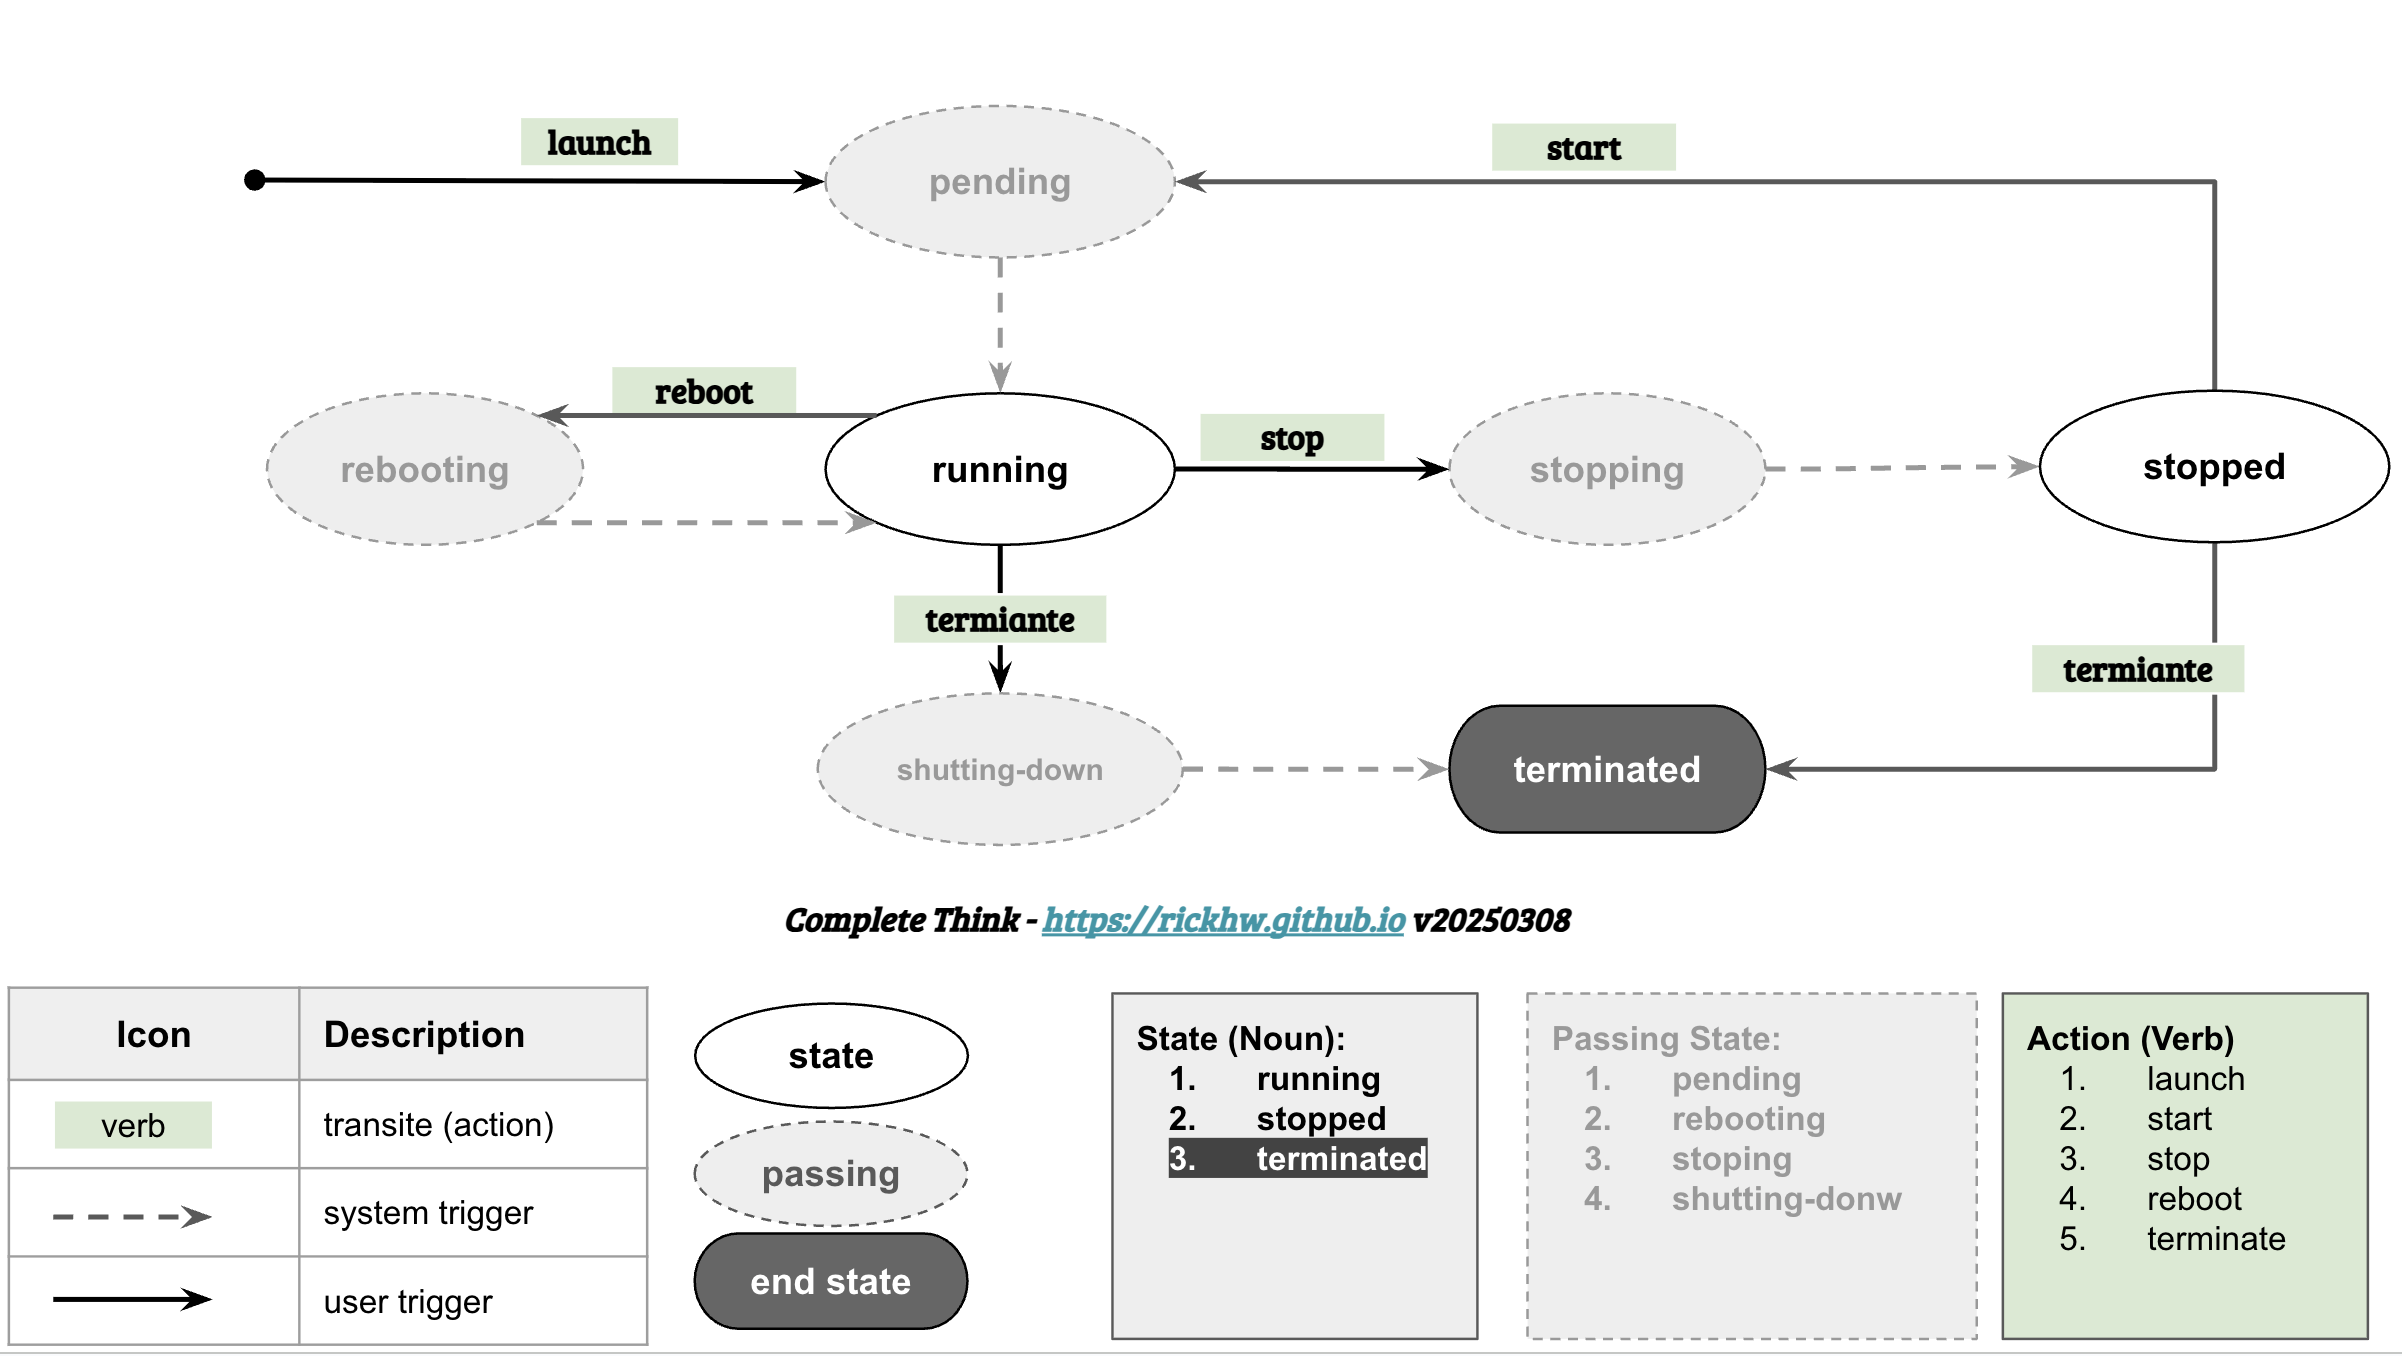 launch
pending
start
reboot
rebooting
running
stop
stopping
stopped
termiante
termiante
shutting-down
terminated
Complete Think - https://rickhw.github.io v20250308
Icon Description
verb transite (action)
system trigger
user trigger
state
passing
end state
State (Noun):
1. running
2. stopped
3. terminated
Passing State:
1. pending
2. rebooting
3. stoping
4. shutting-donw
Action (Verb)
1. launch
2. start
3. stop
4. reboot
5. terminate